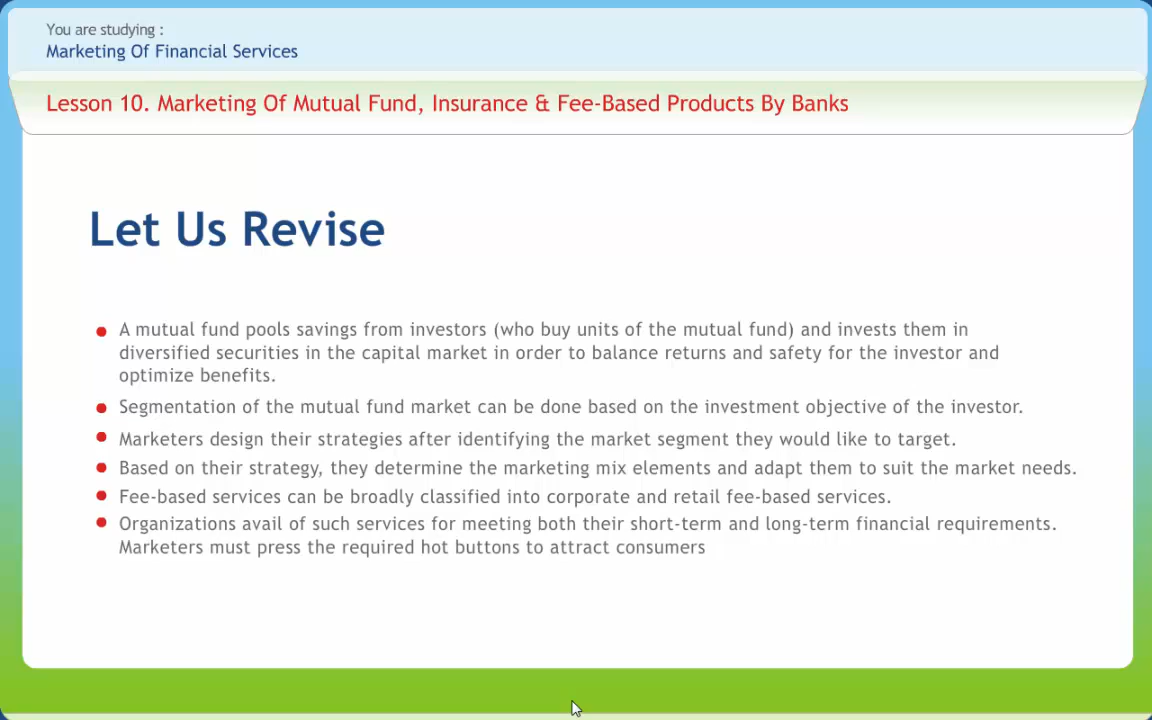 You are studying :
Marketing Of Financial Services
Lesson 10. Marketing Of Mutual Fund, Insurance & Fee-Based Products By Banks
Let Us Revise
A mutual fund pools savings from investors (who buy units of the mutual fund) and invests them in
diversified securities in the capital market in order to balance returns and safety for the investor and
optimize benefits.
Segmentation of the mutual fund market can be done based on the investment objective of the investor.
Marketers design their strategies after identifying the market segment they would like to target.
Based on their strategy, they determine the marketing mix elements and adapt them to suit the market needs.
Fee-based services can be broadly classified into corporate and retail fee-based services.
Organizations avail of such services for meeting both their short-term and long-term financial requirements.
Marketers must press the required hot buttons to attract consumers